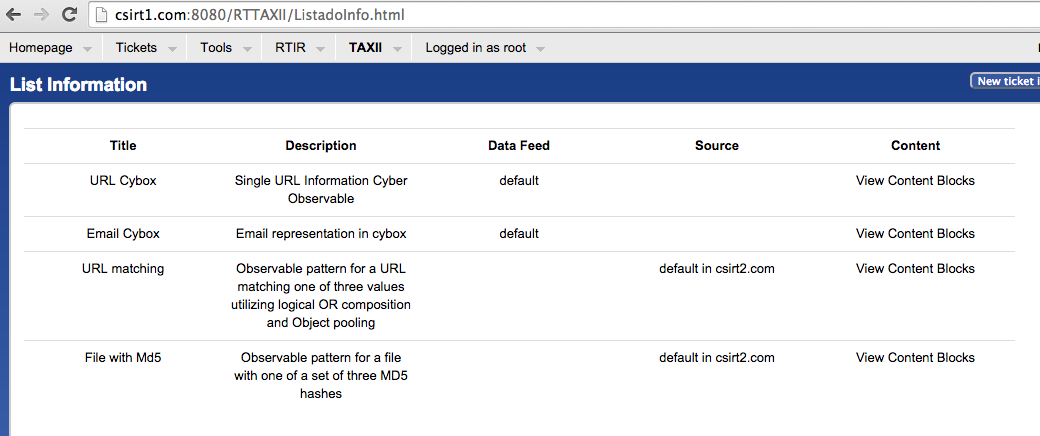 csirt1.com:8080/RTTAXII/ListadoInfo.html
Homepage Tickets Tools RTIR TAXII Logged in as root
List Information New ticket i
Title Description Data Feed Source Content
URL Cybox Single URL Information Cyber default View Content Blocks
Observable
Email Cybox Email representation in cybox default View Content Blocks
URL matching Observable pattern for a URL default in csirt2.com View Content Blocks
matching one of three values
utilizing logical OR composition
and Object pooling
File with Md5 Observable pattern for a file default in csirt2.com View Content Blocks
with one of a set of three MD5
hashes